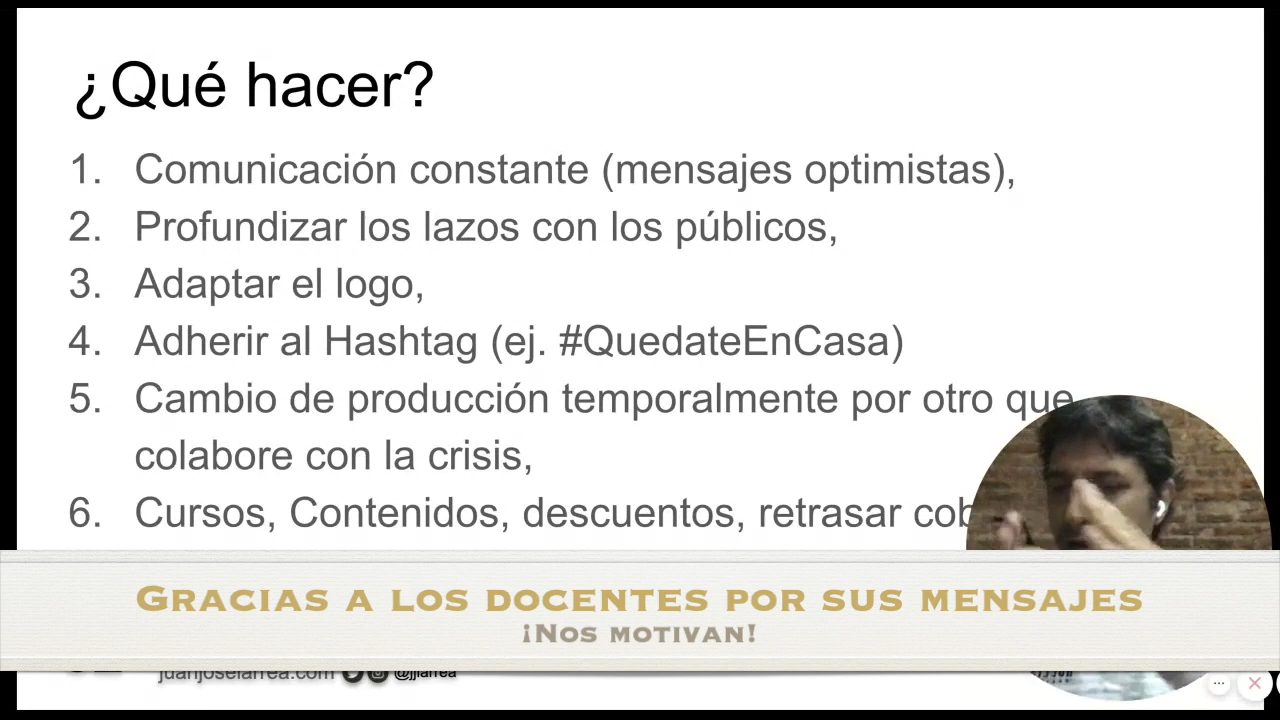 ¿Qué hacer?
1. Comunicación constante (mensajes optimistas),
2. Profundizar los lazos con los públicos,
3. Adaptar el logo,
4. Adherir al Hashtag (ej. #QuedateEnCasa)
5. Cambio de producción temporalmente por otro que
colabore con la crisis,
6. Cursos, Contenidos, descuentos, retrasar
Gracias a los docentes por sus mensajes
¡Nos motivan!
juanjoselarrea.com @jjlarrea